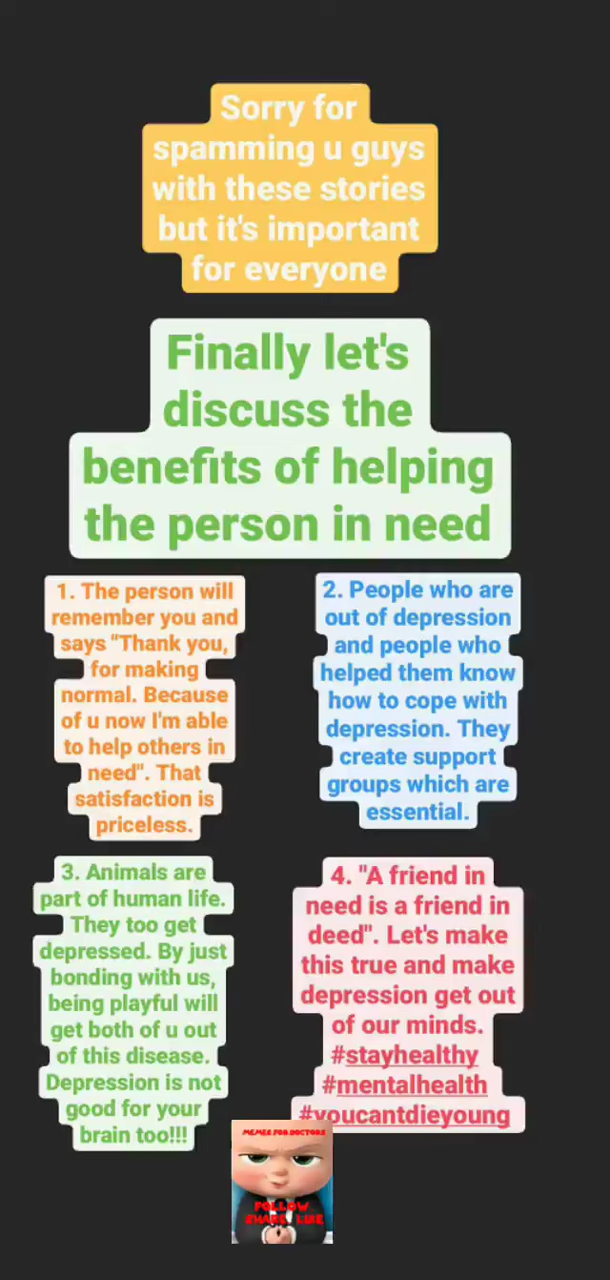 Sorry for
spamming u guys
with these stories
but it's important
for everyone
Finally let's
discuss the
benefits of helping
the person in need
1. The person will
remember you and
says "Thank you,
for making
normal. Because
of u now I'm able
to help others in
need". That
satisfaction is
priceless.
2. People who are
out of depression
and people who
helped them know
how to cope with
depression. They
create support
groups which are
essential.
3. Animals are
part of human life.
They too get
depressed. By just
bonding with us,
being playful will
get both of u out
of this disease.
Depression is not
good for your
brain too!!!
4. "A friend in
need is a friend in
deed". Let's make
this true and make
depression get out
of our minds.
#stayhealthy
#mentalhealth
#youcantdieyoung
MEMES FOR DOCTORS
FOLLOW
SHARE LIKE